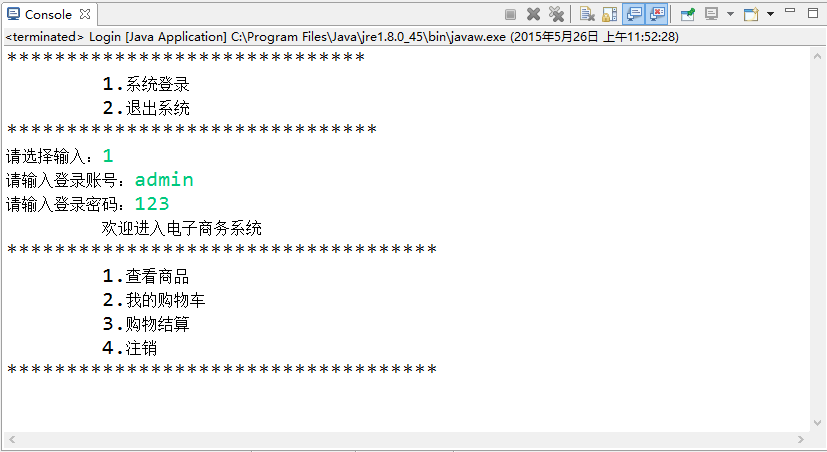 Console
<terminated> Login [Java Application] C:\Program Files\Java\jre1.8.0_45\bin\javaw.exe (2015年5月26日 上午11:52:28)
******************************
1.系统登录
2.退出系统
*******************************
请选择输入：1
请输入登录账号：admin
请输入登录密码：123
欢迎进入电子商务系统
************************************
1.查看商品
2.我的购物车
3.购物结算
4.注销
************************************